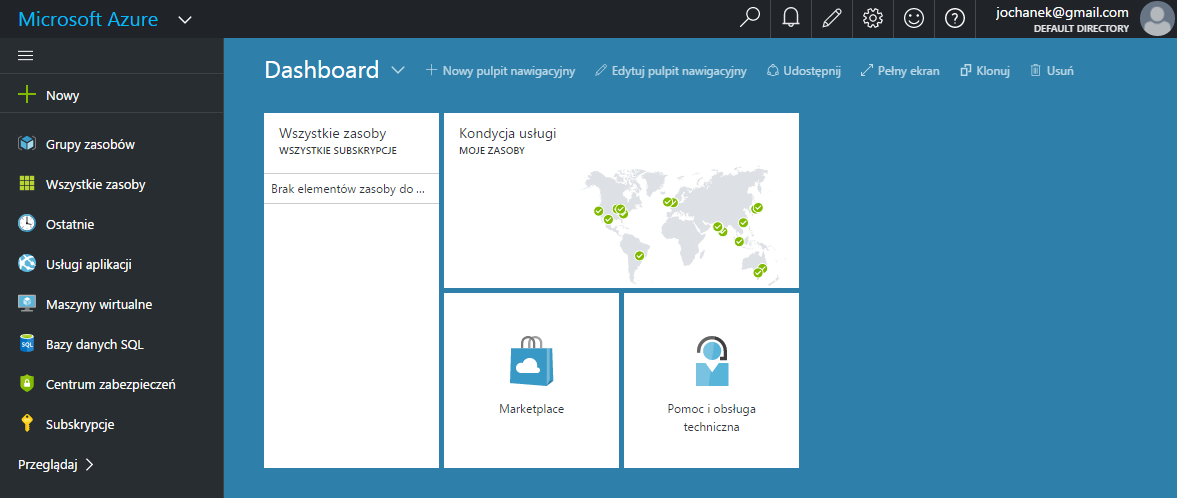 Microsoft Azure
jochanek@gmail.com
DEFAULT DIRECTORY
Dashboard
Nowy pulpit nawigacyjny
Edytuj pulpit nawigacyjny
Udostępnij
Pełny ekran
Klonuj
Usuń
Nowy
Grupy zasobów
Wszystkie zasoby
Ostatnie
Usługi aplikacji
Maszyny wirtualne
SQL
Bazy danych SQL
Centrum zabezpieczeń
Subskrypcje
Przeglądaj
Wszystkie zasoby
WSZYSTKIE SUBSKRYPCJE
Brak elementów zasoby do ...
Kondycja usługi
MOJE ZASOBY
Marketplace
Pomoc i obsługa
techniczna